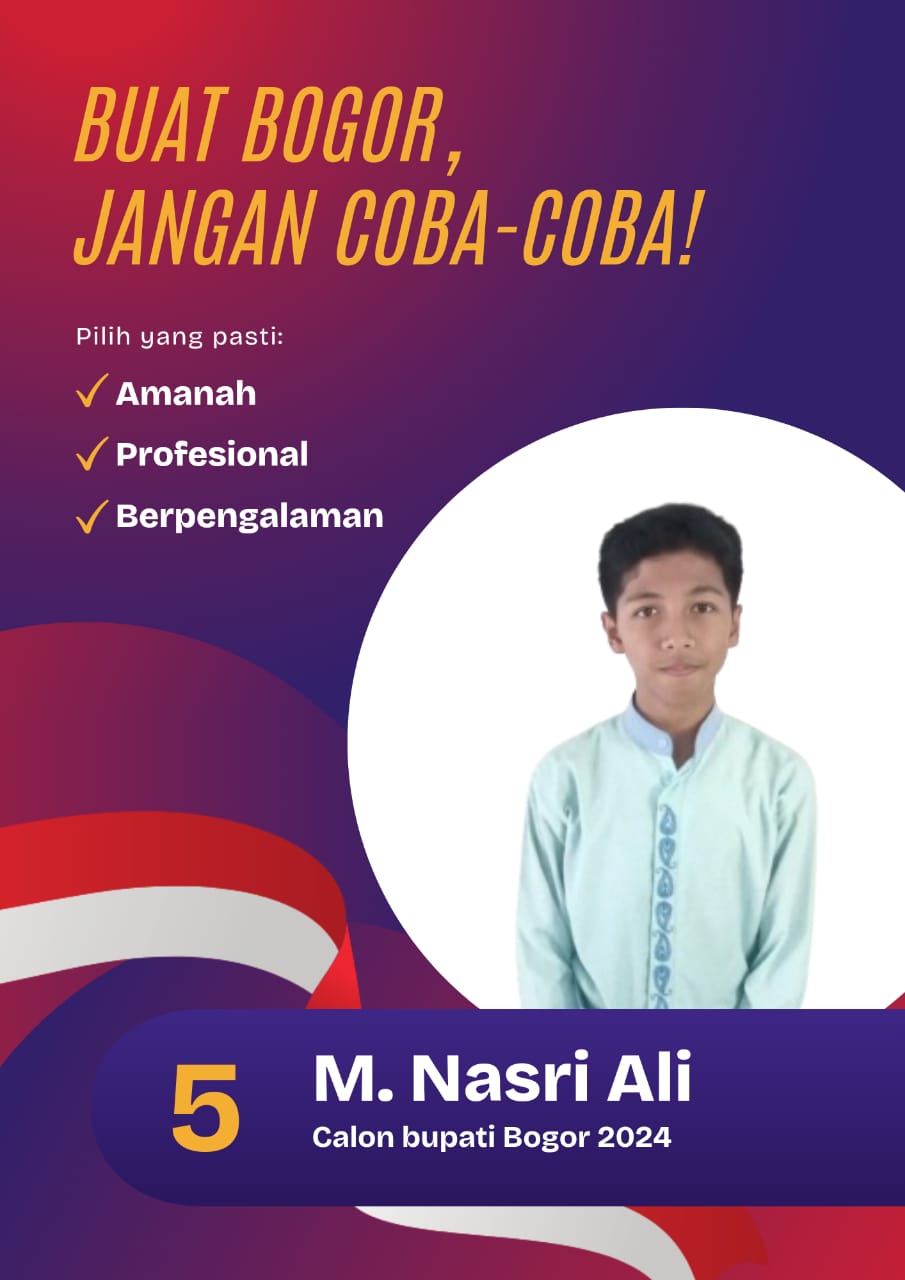 BUAT BOGOR,
JANGAN COBA-COBA!
Pilih yang pasti:
Amanah
Profesional
Berpengalaman
5
M. Nasri Ali
Calon bupati Bogor 2024